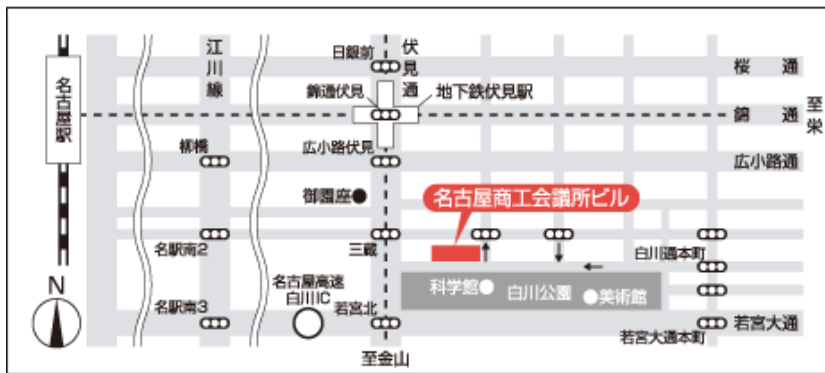 江川線
日銀前
伏見通
桜通
名古屋駅
錦通伏見
地下鉄伏見駅
錦通
至栄
柳橋
広小路伏見
広小路通
御園座
名古屋商工会議所ビル
名駅南2
三蔵
白川通本町
N
名古屋高速
白川IC
科学館
白川公園
美術館
名駅南3
若宮北
若宮大通
若宮大通本町
至金山